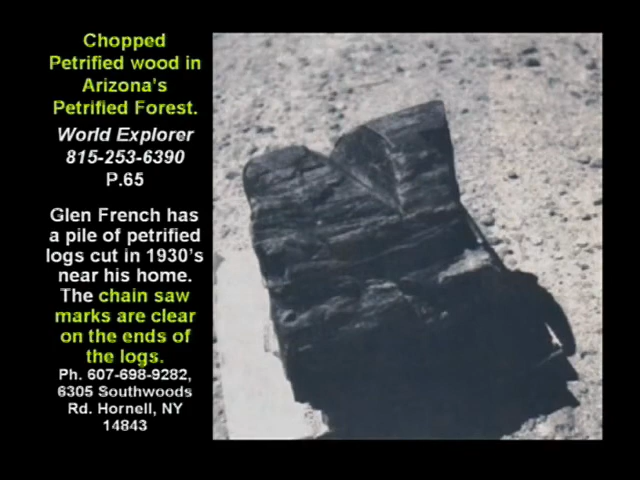 Chopped
Petrified wood in
Arizona's
Petrified Forest.
World Explorer
815-253-6390
P.65
Glen French has
a pile of petrified
logs cut in 1930's
near his home.
The chain saw
marks are clear
on the ends of
the logs.
Ph. 607-698-9282,
6305 Southwoods
Rd. Hornell, NY
14843